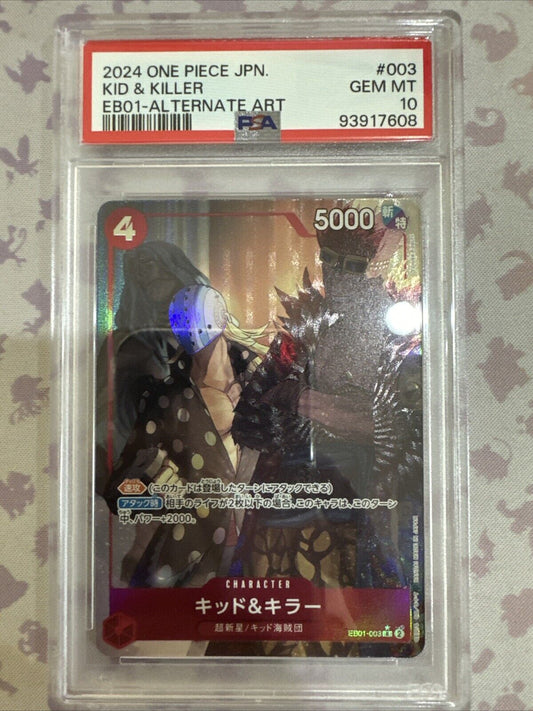 2024 ONE PIECE JPN. #003
KID & KILLER GEM MT
EB01-ALTERNATE ART 10
PSA 93917608
4 5000 新 特
速攻 (このカードは登場したターンにアタックできる)
アタック時 相手のライフが2枚以下の場合、このキャラは、このターン
中、パワー+2000。
CHARACTER
キッド&キラー
超新星/キッド海賊団
EB01-003 R 2